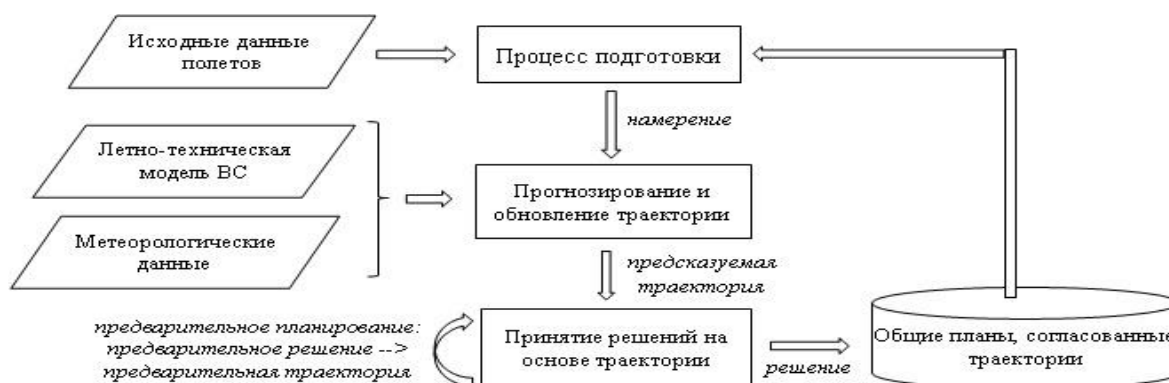 Исходные данные
полетов
Процесс подготовки
намерение
Летно-техническая
модель ВС
Метеорологические
данные
Прогнозирование и
обновление траектории
предсказуемая
траектория
предварительное планирование:
предварительное решение -->
предварительная траектория
Принятие решений на
основе траектории
решение
Общие планы, согласованные
траектории